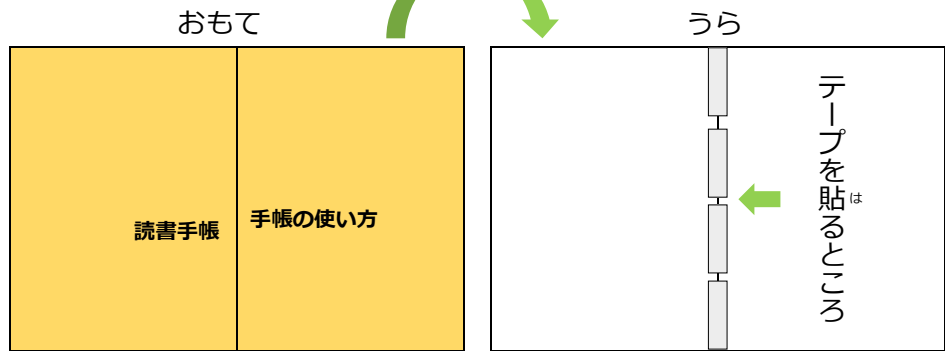 おもて
うら
読書手帳
手帳の使い方
テープを貼るところ
は